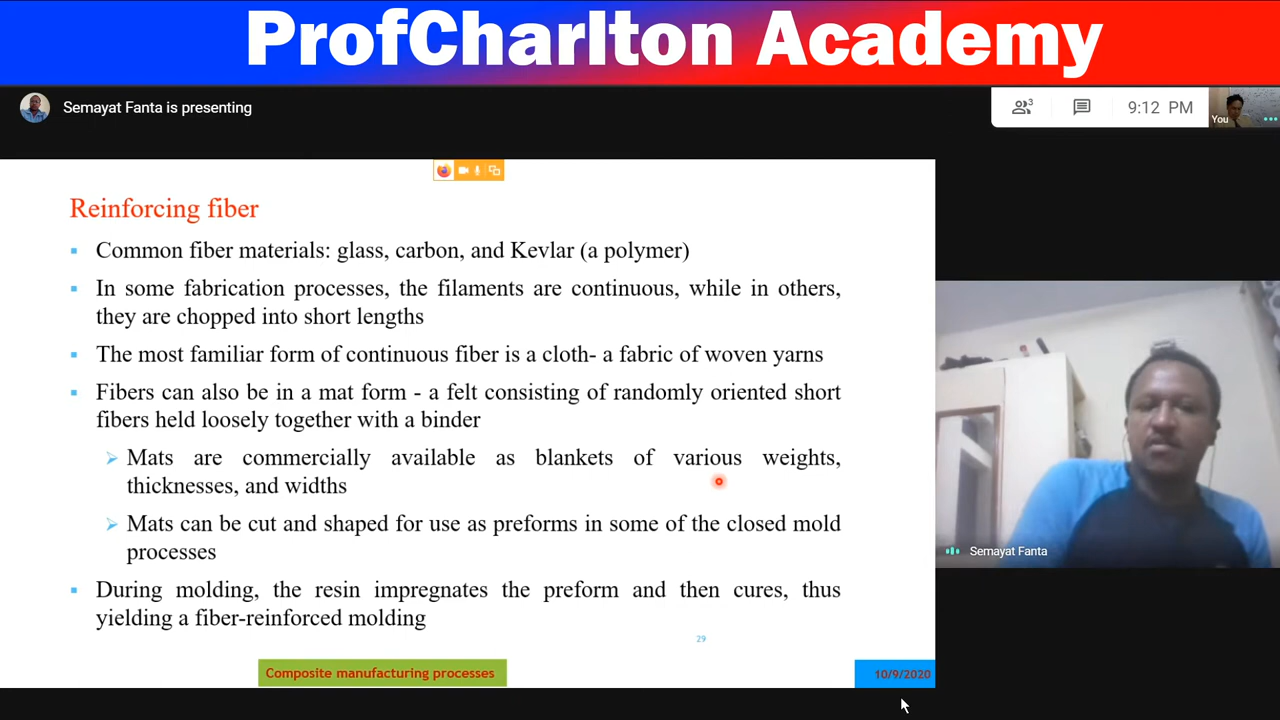 ProfCharlton Academy
Semayat Fanta is presenting
3
9:12 PM
You
Reinforcing fiber
▪ Common fiber materials: glass, carbon, and Kevlar (a polymer)
▪ In some fabrication processes, the filaments are continuous, while in others,
they are chopped into short lengths
▪ The most familiar form of continuous fiber is a cloth- a fabric of woven yarns
▪ Fibers can also be in a mat form - a felt consisting of randomly oriented short
fibers held loosely together with a binder
➢ Mats are commercially available as blankets of various weights,
thicknesses, and widths
➢ Mats can be cut and shaped for use as preforms in some of the closed mold
processes
▪ During molding, the resin impregnates the preform and then cures, thus
yielding a fiber-reinforced molding
29
Composite manufacturing processes
10/9/2020
Semayat Fanta